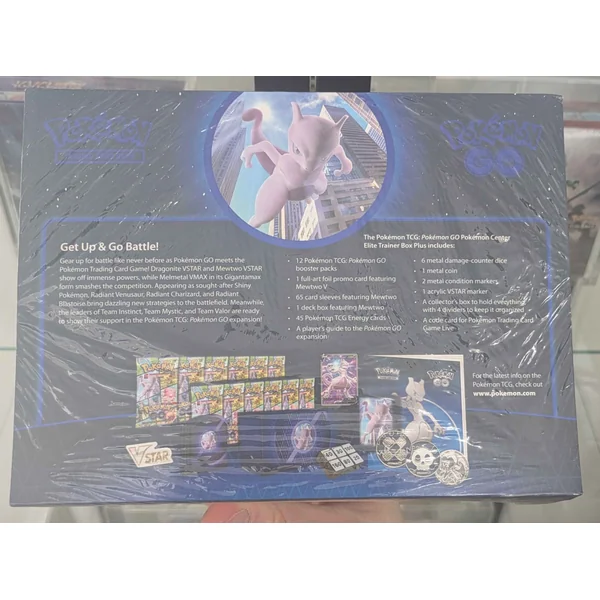 Pokémon
Pokémon
GO
Get Up & Go Battle!
Gear up for battle like never before as Pokémon GO meets the
Pokémon Trading Card Game! Dragonite VSTAR and Mewtwo VSTAR
show off immense powers, while Melmetal VMAX in its Gigantamax
form smashes the competition. Appearing as sought-after Shiny
Pokémon, Radiant Venusaur, Radiant Charizard, and Radiant
Blastoise bring dazzling new strategies to the battlefield. Meanwhile,
the leaders of Team Instinct, Team Mystic, and Team Valor are ready
to show their support in the Pokémon TCG: Pokémon GO expansion!
The Pokémon TCG: Pokémon GO Pokémon Center
Elite Trainer Box Plus includes:
• 12 Pokémon TCG: Pokémon GO
booster packs
• 1 full-art foil promo card featuring
Mewtwo V
• 65 card sleeves featuring Mewtwo
• 1 deck box featuring Mewtwo
• 45 Pokémon TCG Energy cards
• A player's guide to the Pokémon GO
expansion
• 6 metal damage-counter dice
• 1 metal coin
• 2 metal condition markers
• 1 acrylic VSTAR marker
• A collector's box to hold everything,
with 4 dividers to keep it organized
• A code card for Pokémon Trading Card
Game Live
For the latest info on the
Pokémon TCG, check out
www.pokemon.com
Pokémon
GO
V
STAR